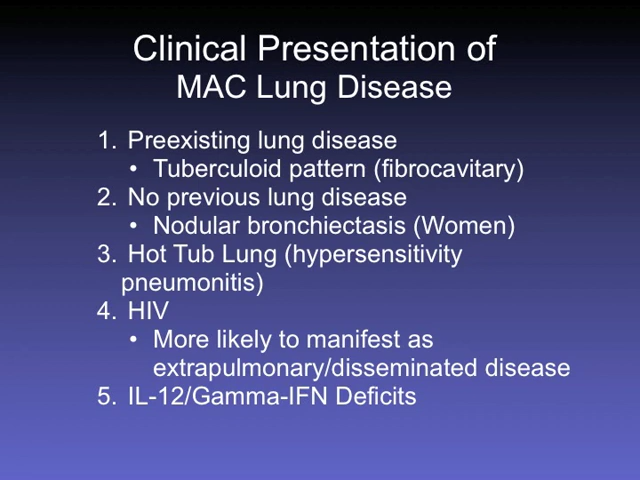 Clinical Presentation of
MAC Lung Disease
1. Preexisting lung disease
• Tuberculoid pattern (fibrocavitary)
2. No previous lung disease
• Nodular bronchiectasis (Women)
3. Hot Tub Lung (hypersensitivity
pneumonitis)
4. HIV
• More likely to manifest as
extrapulmonary/disseminated disease
5. IL-12/Gamma-IFN Deficits